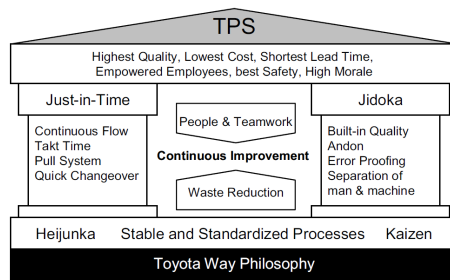 TPS
Highest Quality, Lowest Cost, Shortest Lead Time,
Empowered Employees, best Safety, High Morale
Just-in-Time
Continuous Flow
Takt Time
Pull System
Quick Changeover
People & Teamwork
Continuous Improvement
Waste Reduction
Jidoka
Built-in Quality
Andon
Error Proofing
Separation of
man & machine
Heijunka Stable and Standardized Processes Kaizen
Toyota Way Philosophy